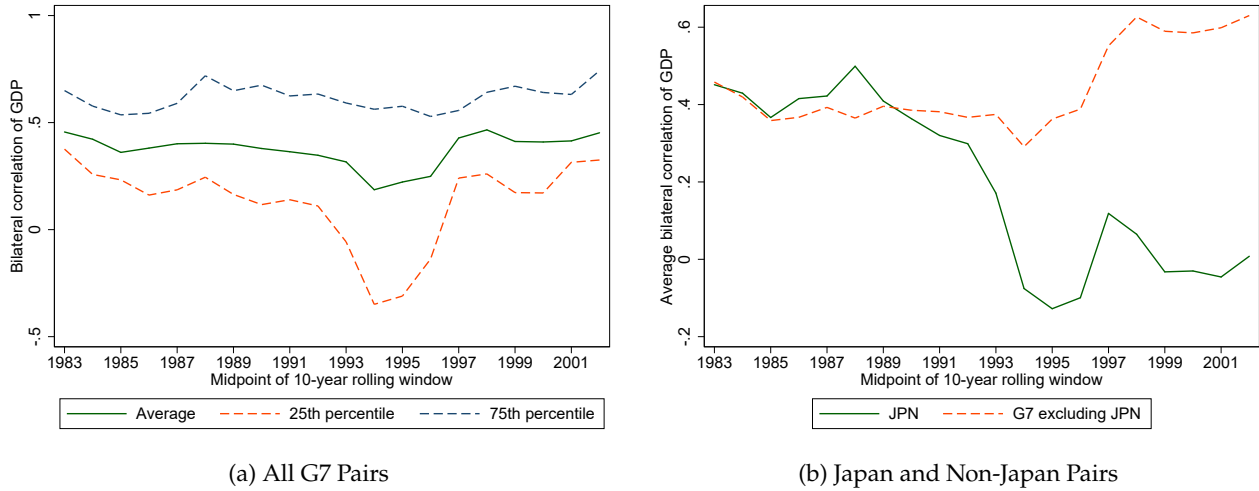 Bilateral correlation of GDP
1
.5
0
-.5
1983 1985 1987 1989 1991 1993 1995 1997 1999 2001
Midpoint of 10-year rolling window
Average 25th percentile 75th percentile
(a) All G7 Pairs
Average bilateral correlation of GDP
.6
.4
.2
0
-.2
1983 1985 1987 1989 1991 1993 1995 1997 1999 2001
Midpoint of 10-year rolling window
JPN G7 excluding JPN
(b) Japan and Non-Japan Pairs